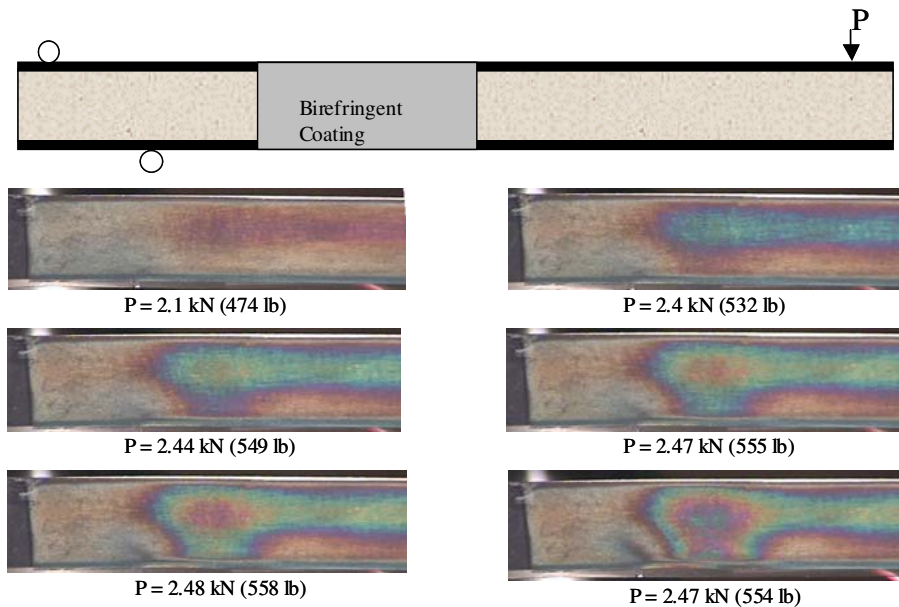 P
Birefringent
Coating
P = 2.1 kN (474 lb)
P = 2.4 kN (532 lb)
P = 2.44 kN (549 lb)
P = 2.47 kN (555 lb)
P = 2.48 kN (558 lb)
P = 2.47 kN (554 lb)